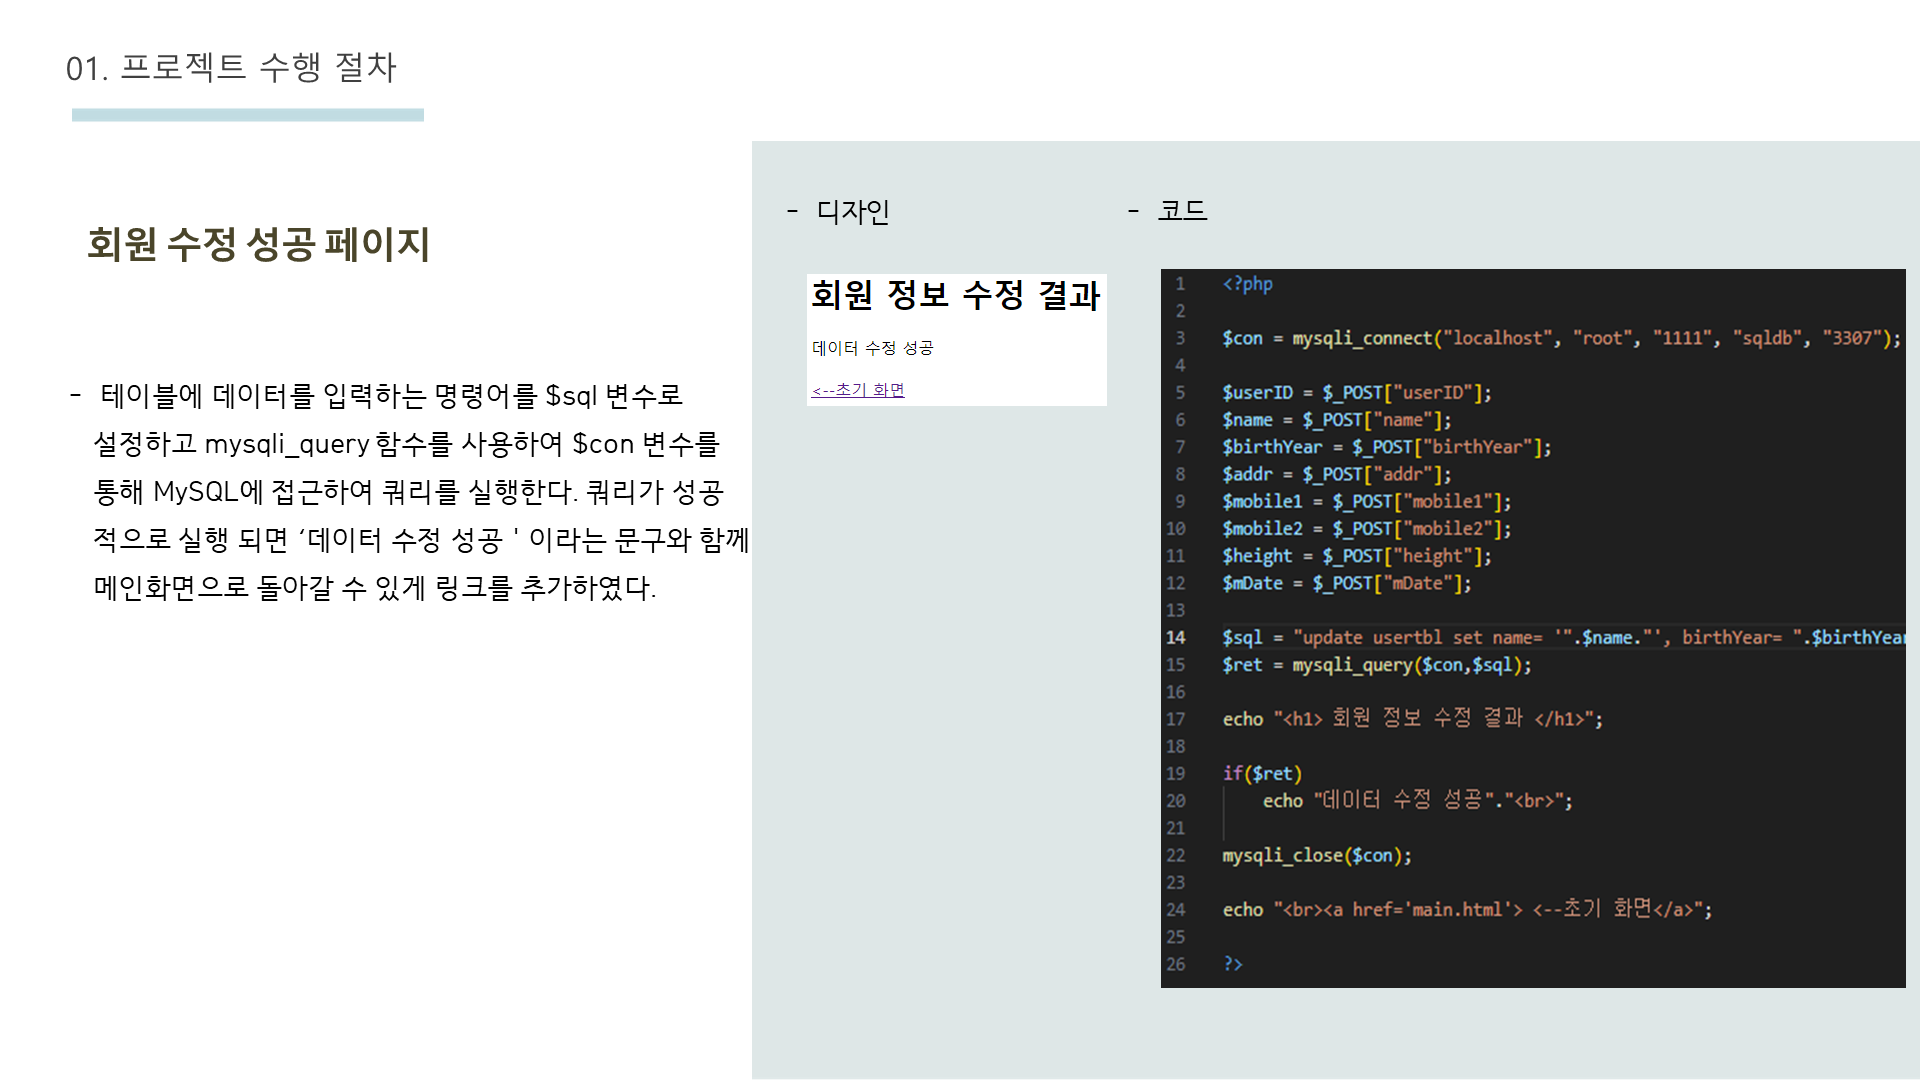 01. 프로젝트 수행 절차
회원 수정 성공 페이지
- 테이블에 데이터를 입력하는 명령어를 $sql 변수로
설정하고 mysqli_query 함수를 사용하여 $con 변수를
통해 MySQL에 접근하여 쿼리를 실행한다. 쿼리가 성공
적으로 실행 되면 ‘데이터 수정 성공 ' 이라는 문구와 함께
메인화면으로 돌아갈 수 있게 링크를 추가하였다.
- 디자인
회원 정보 수정 결과
데이터 수정 성공
<--초기 화면
- 코드
1 <?php
2
3 $con = mysqli_connect("localhost", "root", "1111", "sqldb", "3307");
4
5 $userID = $_POST["userID"];
6 $name = $_POST["name"];
7 $birthYear = $_POST["birthYear"];
8 $addr = $_POST["addr"];
9 $mobile1 = $_POST["mobile1"];
10 $mobile2 = $_POST["mobile2"];
11 $height = $_POST["height"];
12 $mDate = $_POST["mDate"];
13
14 $sql = "update usertbl set name= '".$name."', birthYear= ".$birthYear
15 $ret = mysqli_query($con,$sql);
16
17 echo "<h1> 회원 정보 수정 결과 </h1>";
18
19 if($ret)
20 echo "데이터 수정 성공"."<br>";
21
22 mysqli_close($con);
23
24 echo "<br><a href='main.html'> <--초기 화면</a>";
25
26 ?>